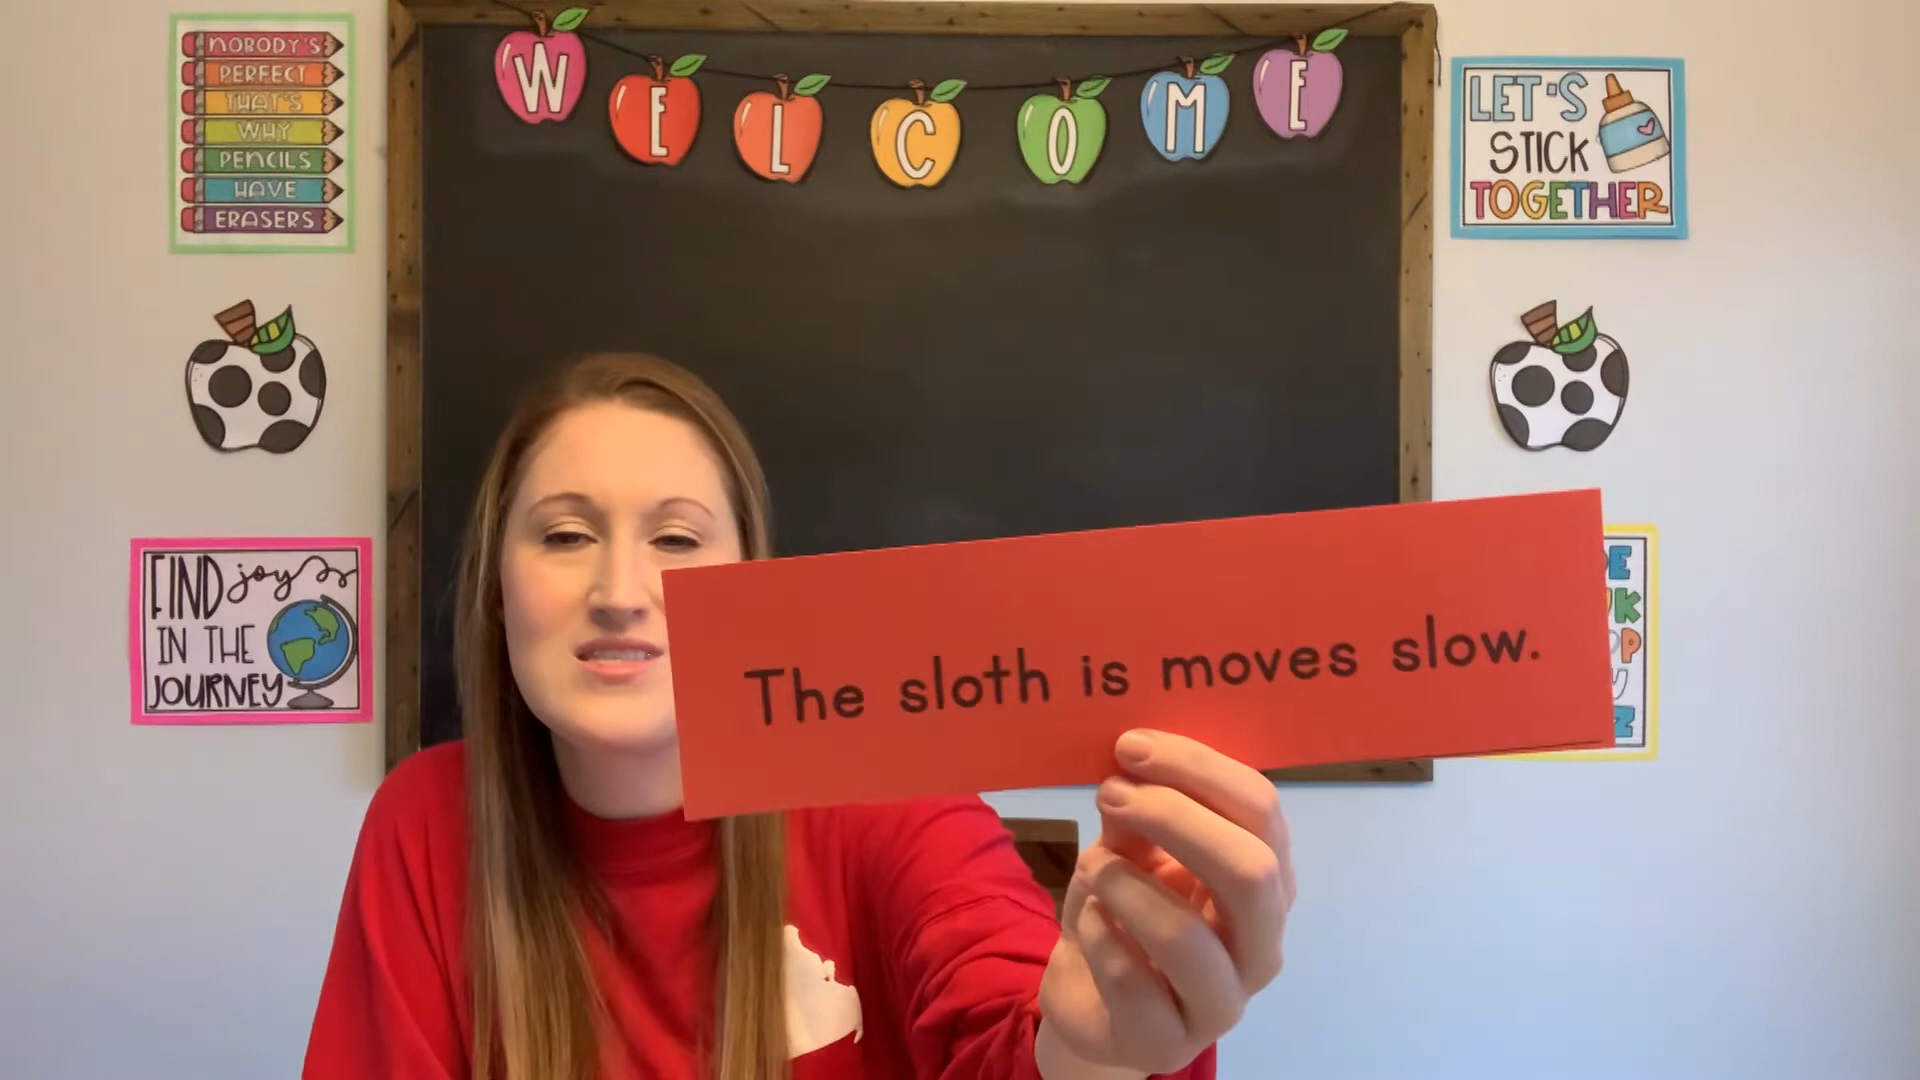 WELCOME
NOBODY'S
PERFECT
THAT'S
WHY
PENCILS
HAVE
ERASERS
LET'S
STICK
TOGETHER
FIND joy
IN THE
JOURNEY
The sloth is moves slow.